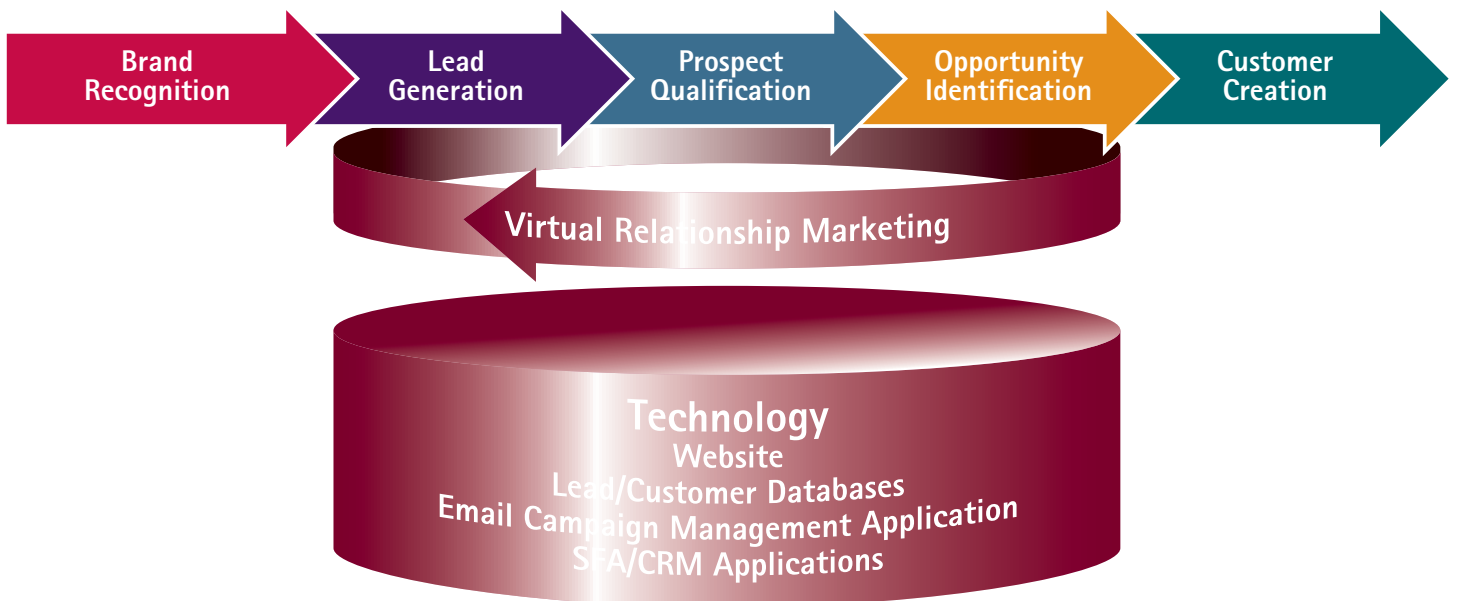 Brand
Recognition
Lead
Generation
Prospect
Qualification
Opportunity
Identification
Customer
Creation
Virtual Relationship Marketing
Technology
Website
Lead/Customer Databases
Email Campaign Management Application
SFA/CRM Applications